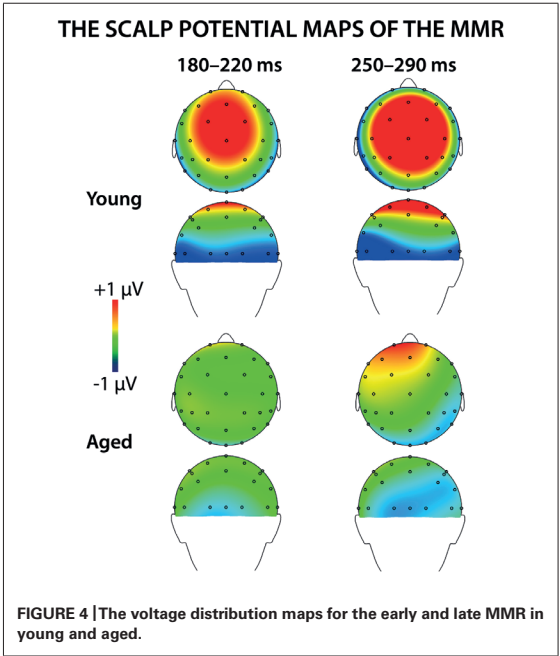 THE SCALP POTENTIAL MAPS OF THE MMR
180–220 ms 250–290 ms
Young
+1 µV
-1 µV
Aged
FIGURE 4 | The voltage distribution maps for the early and late MMR in
young and aged.